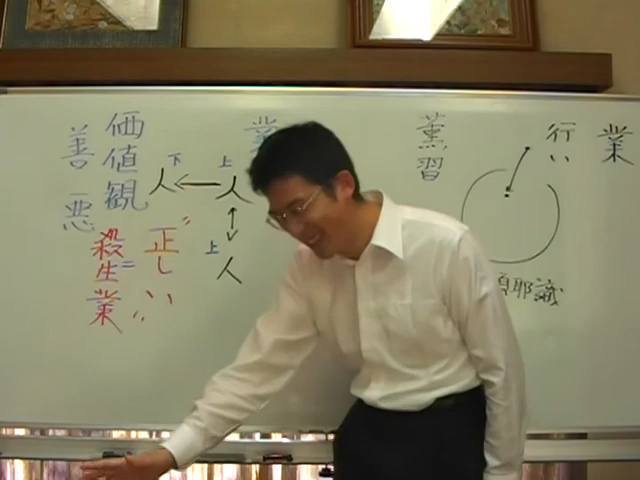 業
行い
耶識
薫習
業
上
人
上
人
下
人
価値観
善 悪
"正しい"
=
殺生業